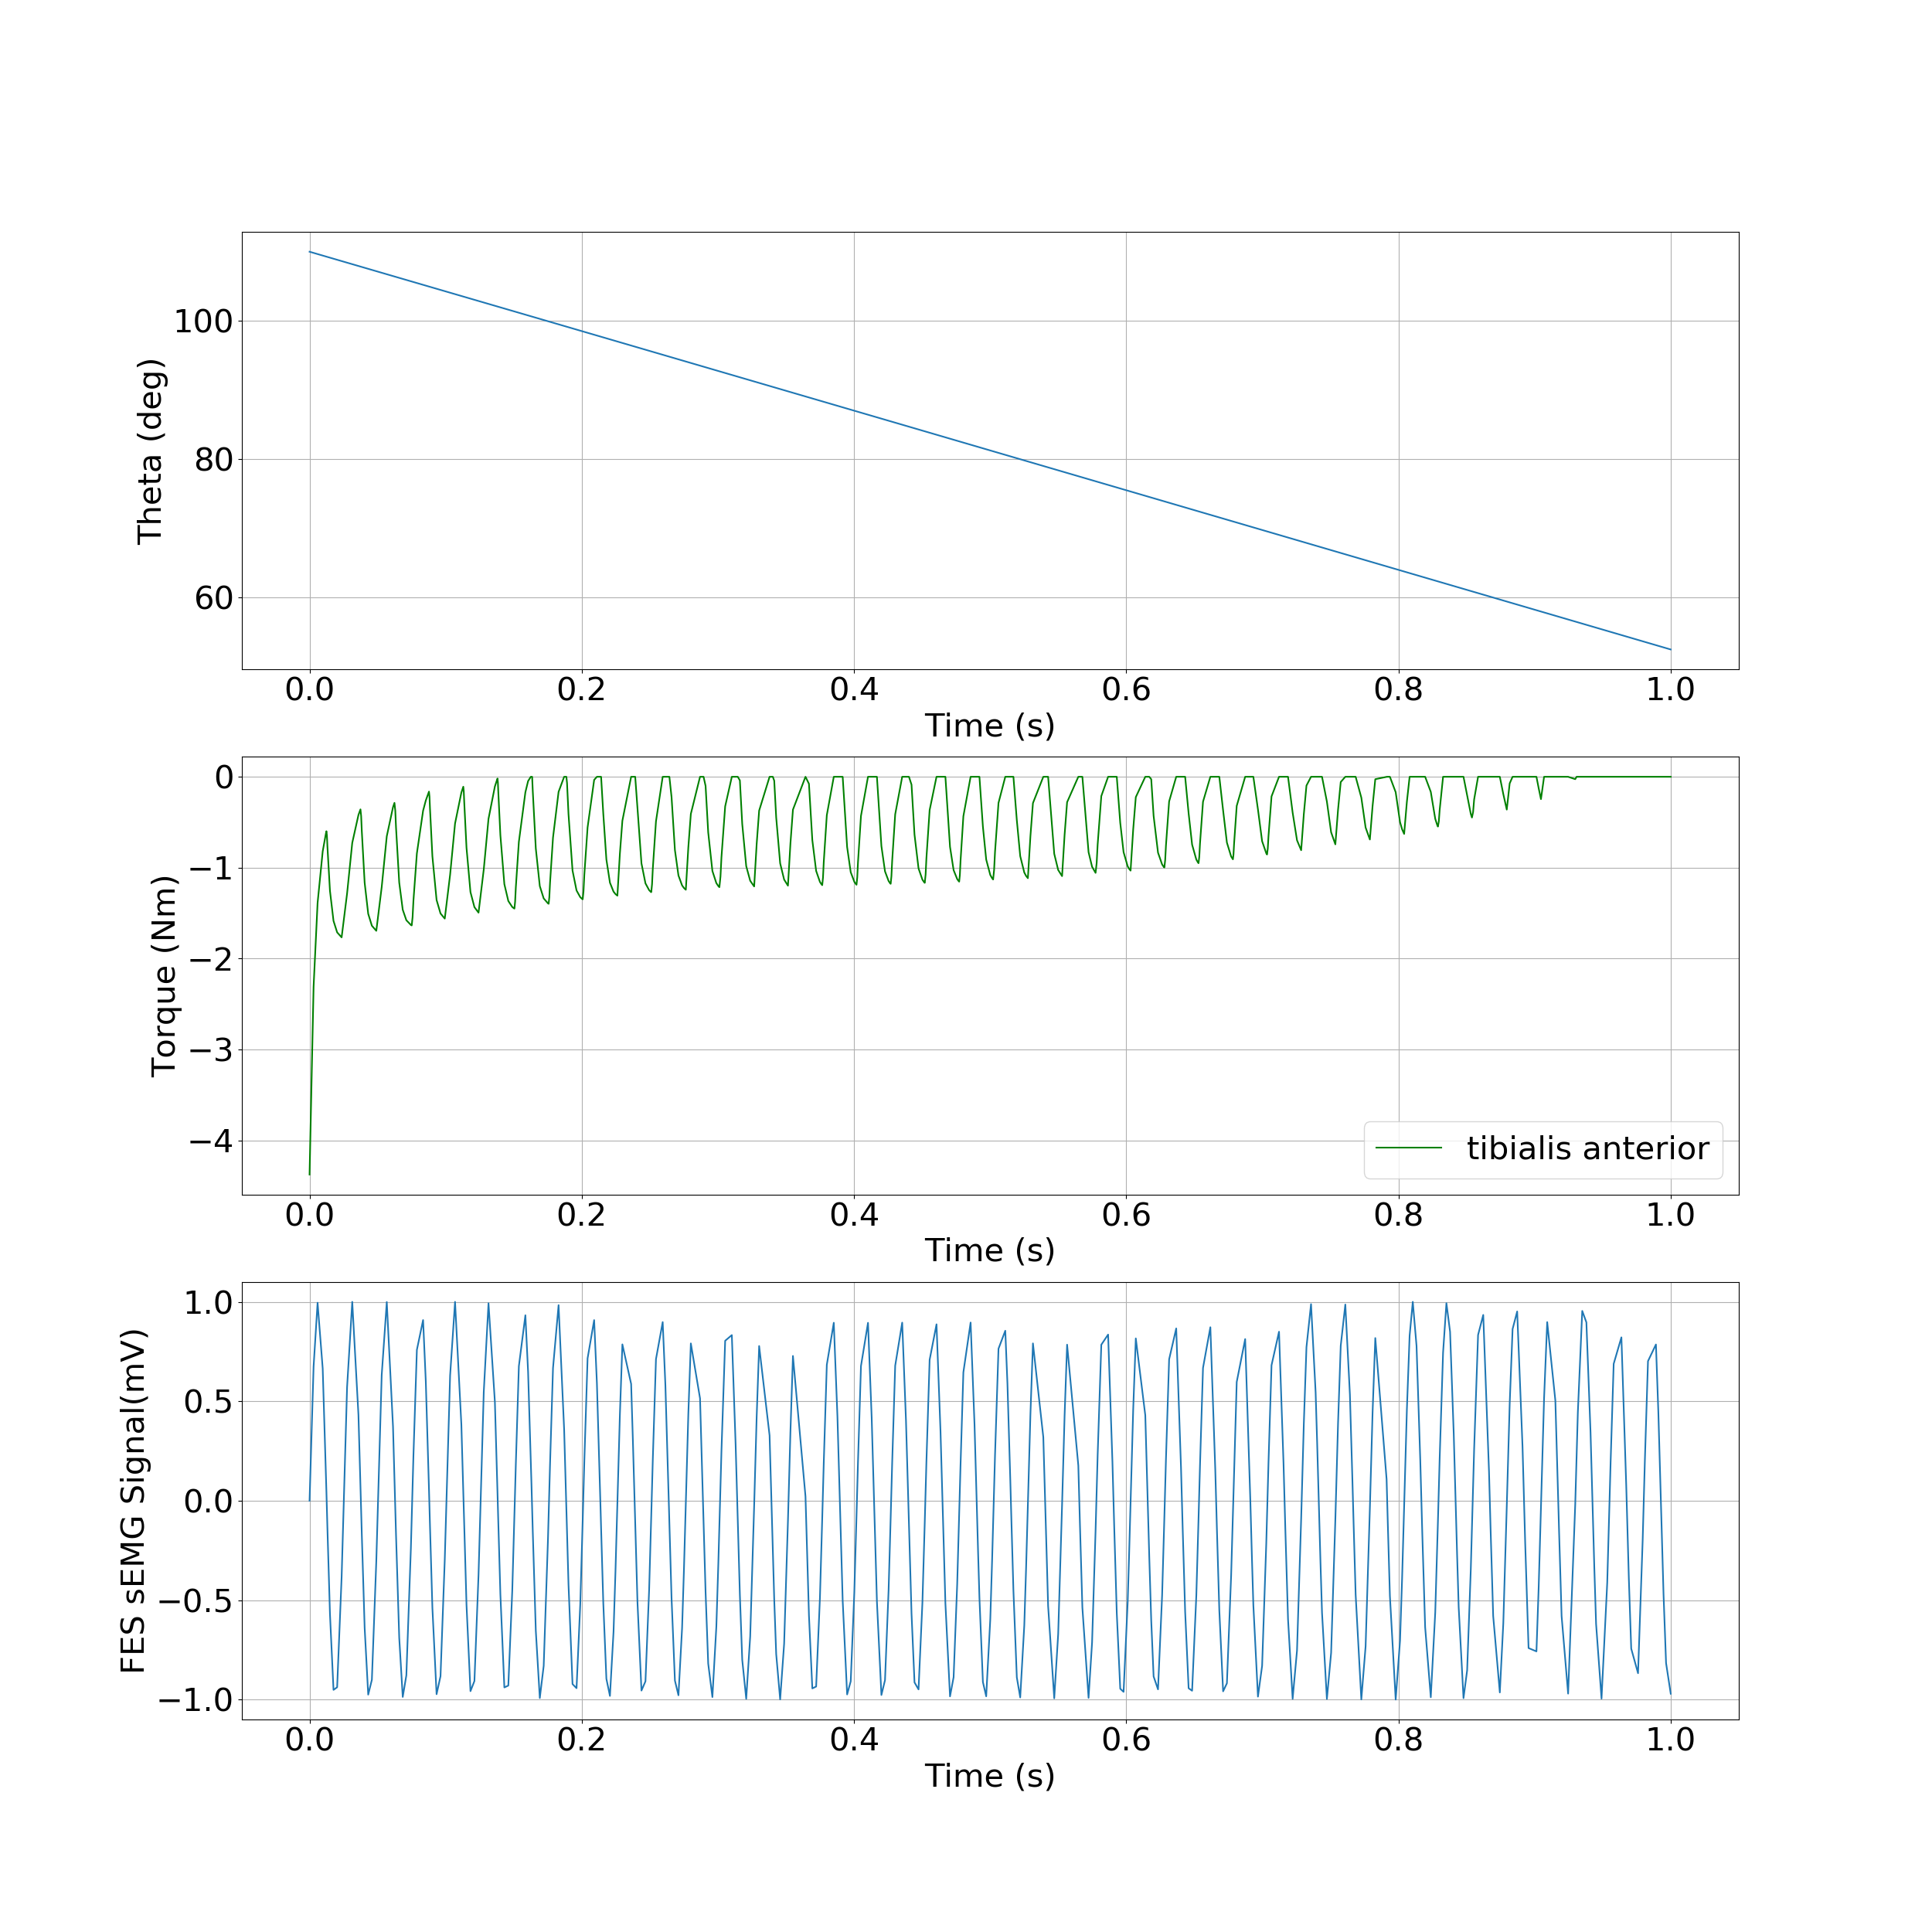 100
80
60
Theta (deg)
0.0 0.2 0.4 0.6 0.8 1.0
Time (s)
0
−1
−2
−3
−4
Torque (Nm)
tibialis anterior
0.0 0.2 0.4 0.6 0.8 1.0
Time (s)
1.0
0.5
0.0
−0.5
−1.0
FES sEMG Signal(mV)
0.0 0.2 0.4 0.6 0.8 1.0
Time (s)